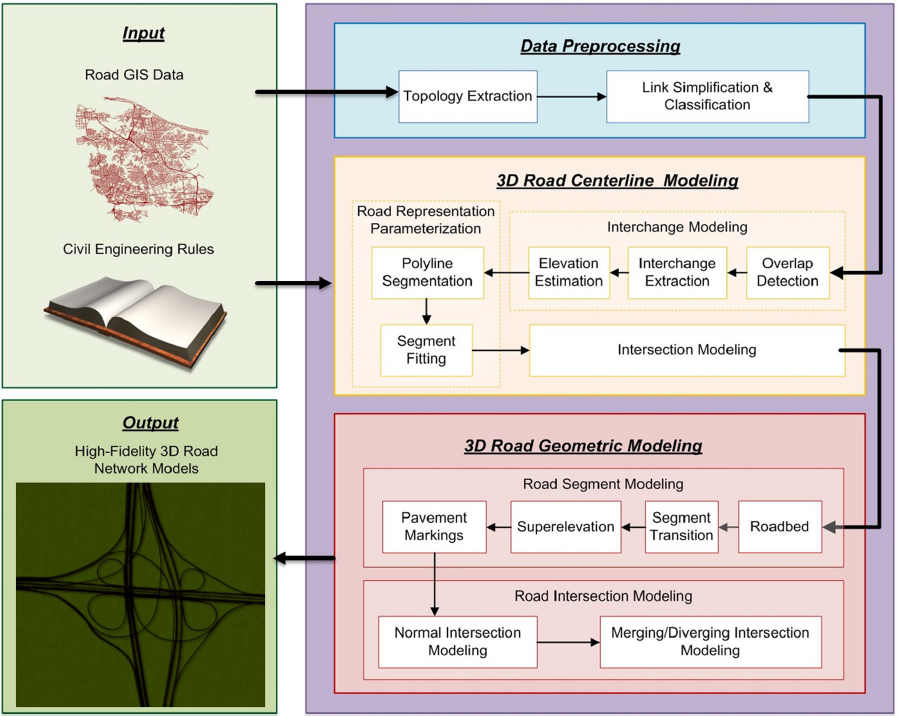 Input
Road GIS Data
Civil Engineering Rules
Output
High-Fidelity 3D Road
Network Models
Data Preprocessing
Topology Extraction
Link Simplification &
Classification
3D Road Centerline Modeling
Road Representation
Parameterization
Interchange Modeling
Polyline
Segmentation
Elevation
Estimation
Interchange
Extraction
Overlap
Detection
Segment
Fitting
Intersection Modeling
3D Road Geometric Modeling
Road Segment Modeling
Pavement
Markings
Superelevation
Segment
Transition
Roadbed
Road Intersection Modeling
Normal Intersection
Modeling
Merging/Diverging Intersection
Modeling